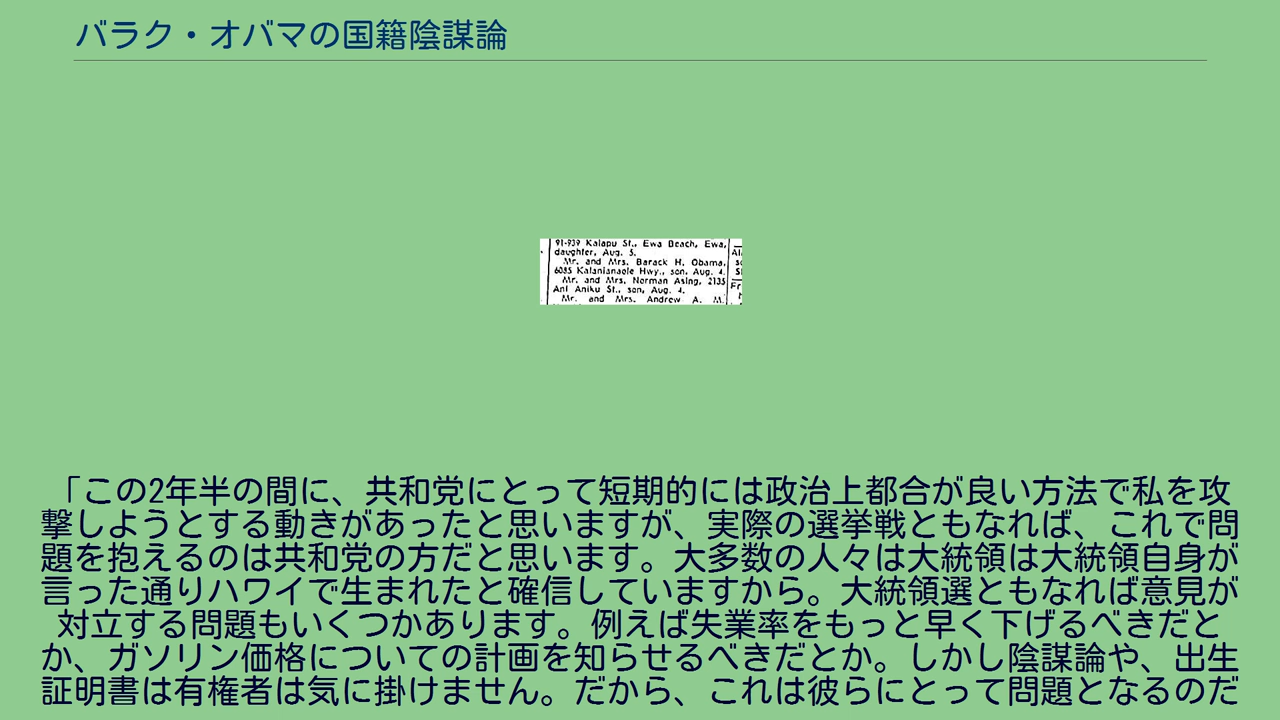 バラク・オバマの国籍陰謀論
91-939 Kalapu St., Ewa Beach, Ewa,
daughter, Aug. 5.
Mr. and Mrs. Barack H. Obama,
6085 Kalanianaole Hwy., son, Aug. 4.
Mr. and Mrs. Norman Asing, 2135
Ani Aniku St., son, Aug. 4.
Mr. and Mrs. Andrew A. M.
Al
Fr
「この2年半の間に、共和党にとって短期的には政治上都合が良い方法で私を攻
撃しようとする動きがあったと思いますが、実際の選挙戦ともなれば、これで問
題を抱えるのは共和党の方だと思います。大多数の人々は大統領は大統領自身が
言った通りハワイで生まれたと確信していますから。大統領選ともなれば意見が
対立する問題もいくつかあります。例えば失業率をもっと早く下げるべきだと
か、ガソリン価格についての計画を知らせるべきだとか。しかし陰謀論や、出生
証明書は有権者は気に掛けません。だから、これは彼らにとって問題となるのだ